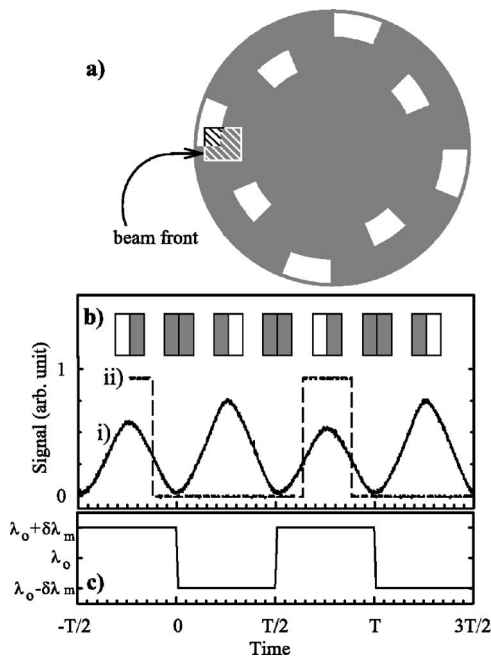 a)
beam front
b)
1
ii)
i)
0
Signal (arb. unit)
λo+δλm
λo
λo-δλm
c)
-T/2 0 T/2 T 3T/2
Time